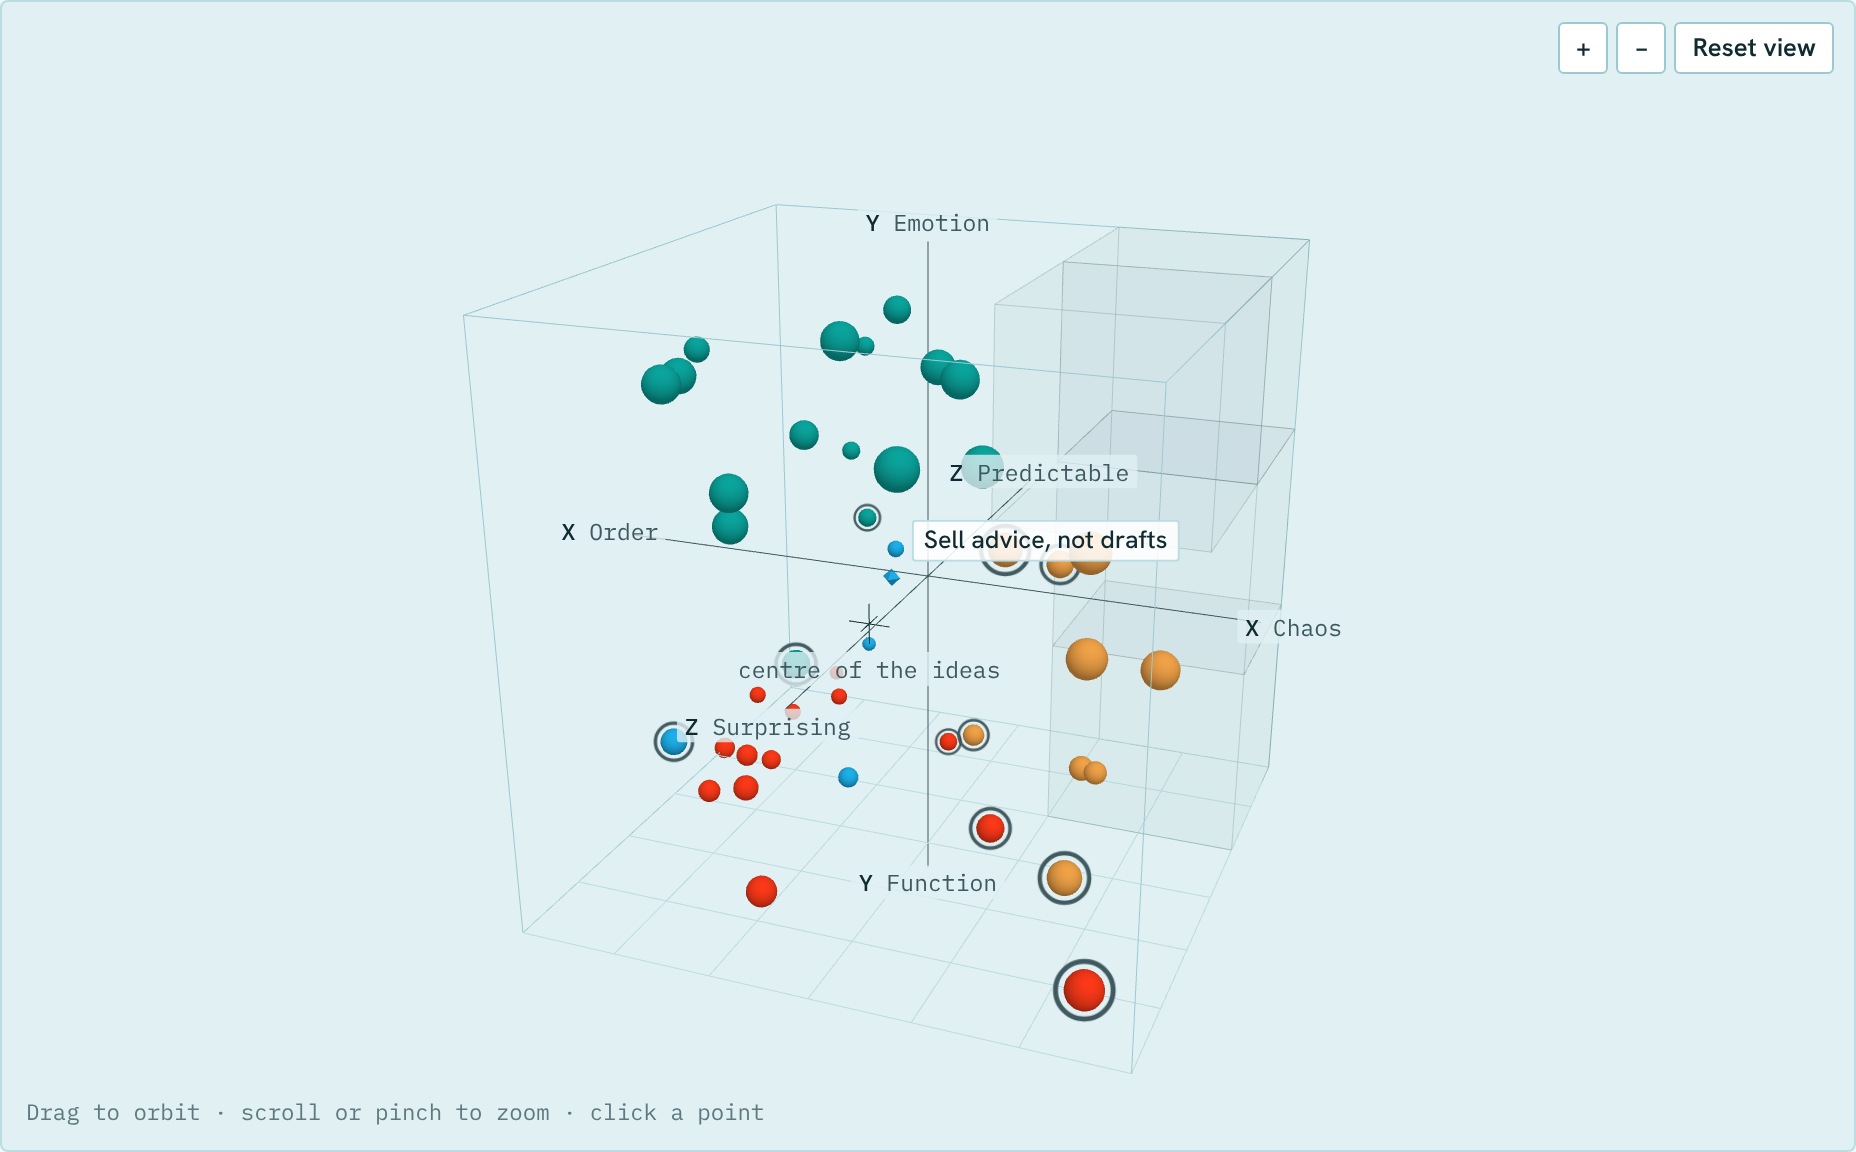 + - Reset view
Y Emotion
Z Predictable
X Order
Sell advice, not drafts
X Chaos
centre of the ideas
Z Surprising
Y Function
Drag to orbit · scroll or pinch to zoom · click a point